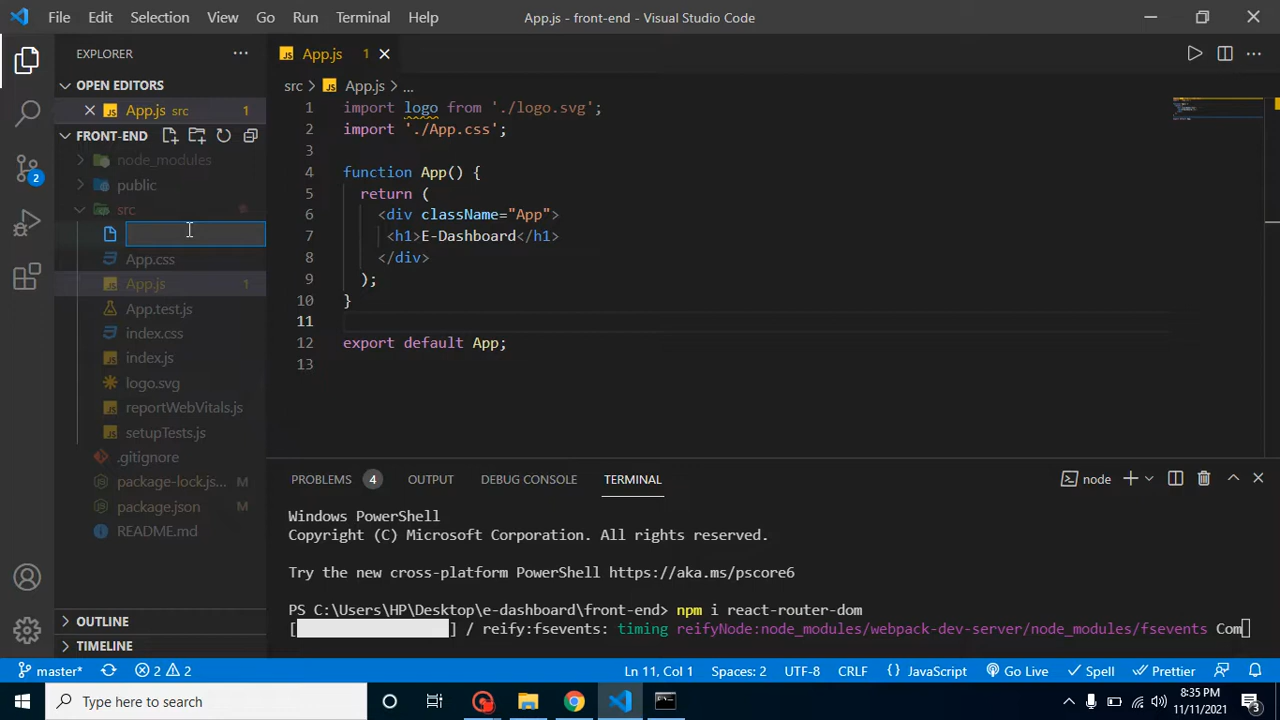 File Edit Selection View Go Run Terminal Help App.js - front-end - Visual Studio Code
EXPLORER
App.js 1
OPEN EDITORS
App.js src 1
src > App.js > ...
FRONT-END
node_modules
public
src
App.css
App.js 1
App.test.js
index.css
index.js
logo.svg
reportWebVitals.js
setupTests.js
.gitignore
package-lock.js... M
package.json M
README.md
OUTLINE
TIMELINE
2
1 import logo from './logo.svg';
2 import './App.css';
3
4 function App() {
5 return (
6 <div className="App">
7 <h1>E-Dashboard</h1>
8 </div>
9 );
10 }
11
12 export default App;
13
PROBLEMS 4 OUTPUT DEBUG CONSOLE TERMINAL node
Windows PowerShell
Copyright (C) Microsoft Corporation. All rights reserved.
Try the new cross-platform PowerShell https://aka.ms/pscore6
PS C:\Users\HP\Desktop\e-dashboard\front-end> npm i react-router-dom
[ ] / reify:fsevents: timing reifyNode:node_modules/webpack-dev-server/node_modules/fsevents Com
master* 2 2 Ln 11, Col 1 Spaces: 2 UTF-8 CRLF { } JavaScript Go Live Spell Prettier
Type here to search
8:35 PM
11/11/2021
3